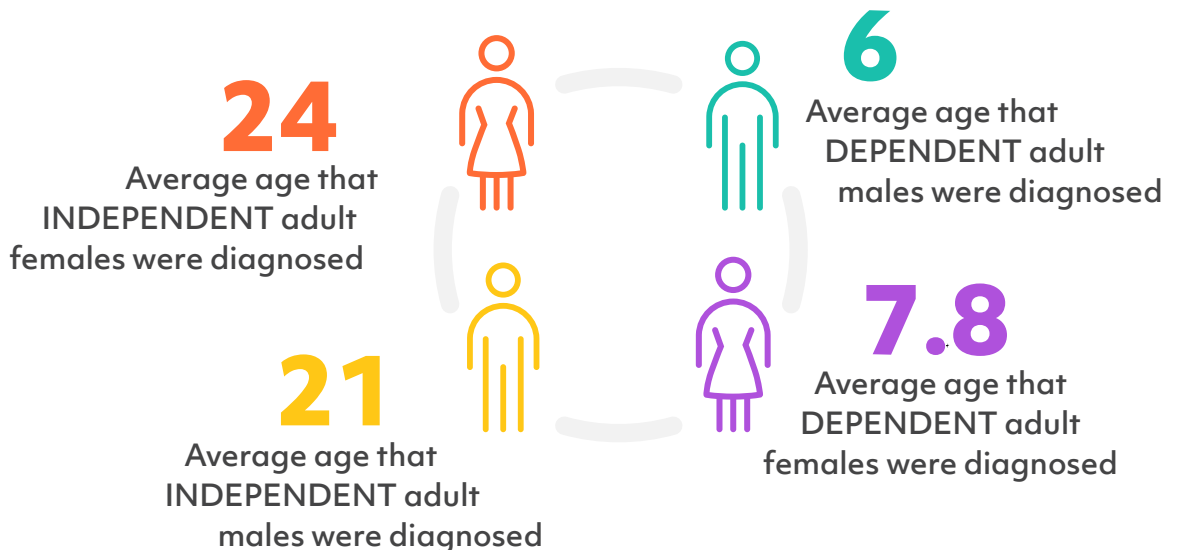 24
Average age that
INDEPENDENT adult
females were diagnosed
6
Average age that
DEPENDENT adult
males were diagnosed
21
Average age that
INDEPENDENT adult
males were diagnosed
7.8
Average age that
DEPENDENT adult
females were diagnosed